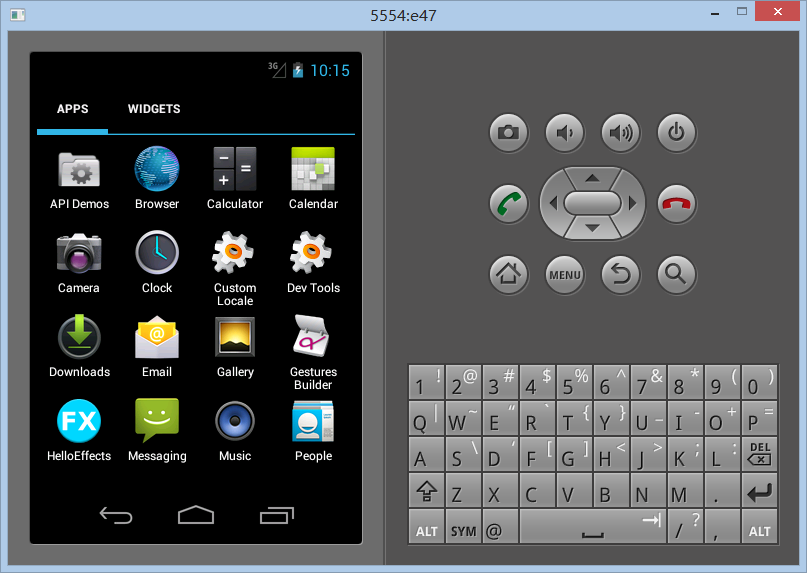 5554:e47
3G 10:15
APPS WIDGETS
API Demos Browser Calculator Calendar
Camera Clock Custom Locale Dev Tools
Downloads Email Gallery Gestures Builder
FX
HelloEffects Messaging Music People
MENU
1 ! 2 @ 3 # 4 $ 5 % 6 ^ 7 & 8 * 9 ( 0 )
Q | W ~ E “ R ` T { Y } U _ I - O + P =
A S \ D ‘ F [ G ] H < J > K ; L : DEL
Z X C V B N M .
ALT SYM @ / ? , ALT